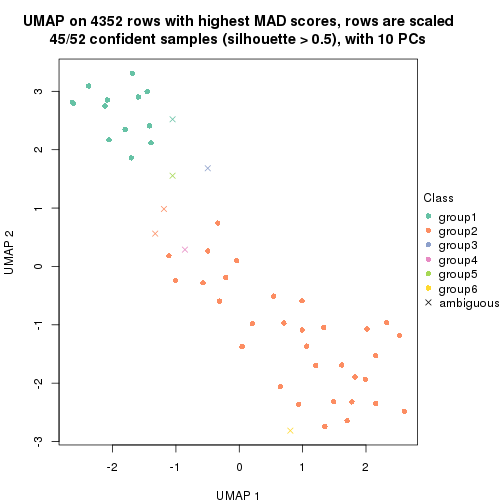 UMAP on 4352 rows with highest MAD scores, rows are scaled
45/52 confident samples (silhouette > 0.5), with 10 PCs
3
2
1
0
-1
-2
-3
UMAP 2
-2
-1
0
1
2
UMAP 1
Class
group1
group2
group3
group4
group5
group6
ambiguous